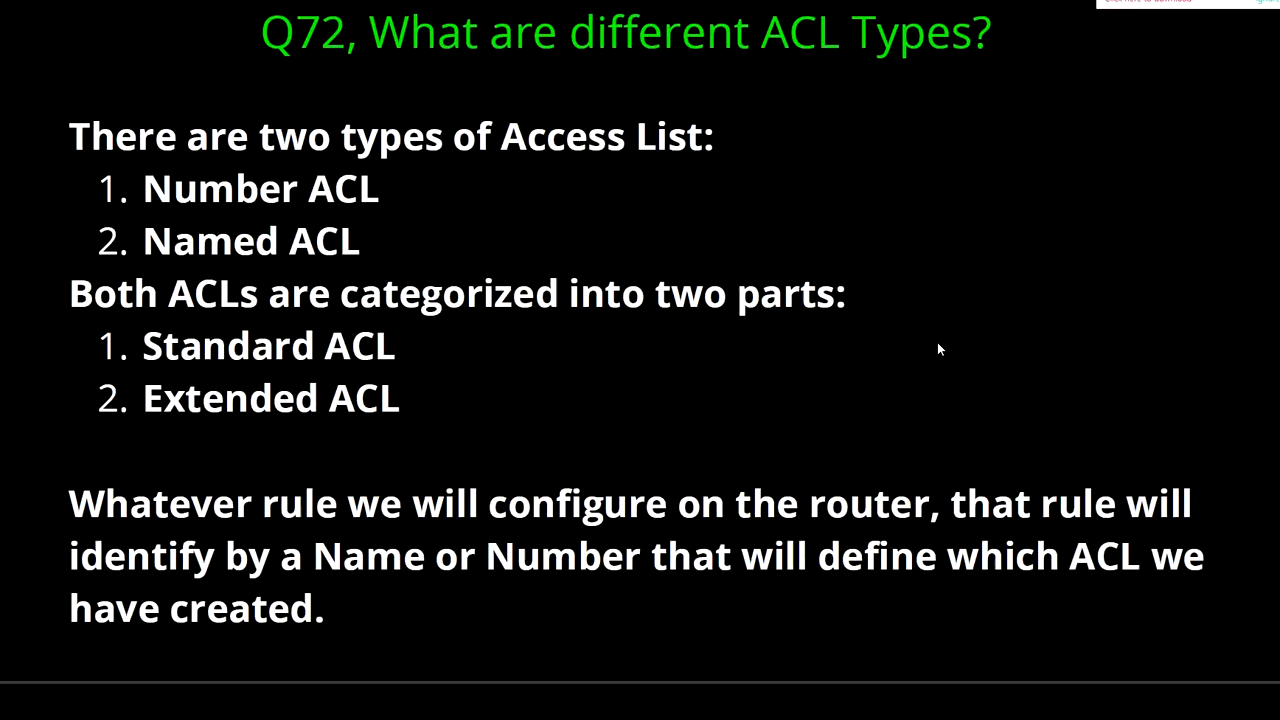 Q72, What are different ACL Types?
There are two types of Access List:
1. Number ACL
2. Named ACL
Both ACLs are categorized into two parts:
1. Standard ACL
2. Extended ACL
Whatever rule we will configure on the router, that rule will
identify by a Name or Number that will define which ACL we
have created.